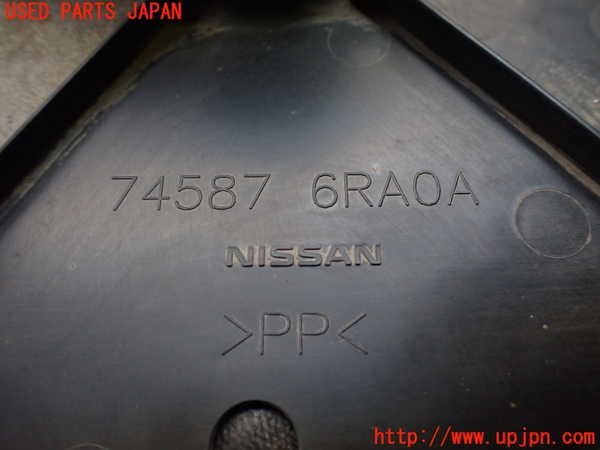 USED PARTS JAPAN
74587 6RA0A
NISSAN
>PP<
http://www.upjpn.com/